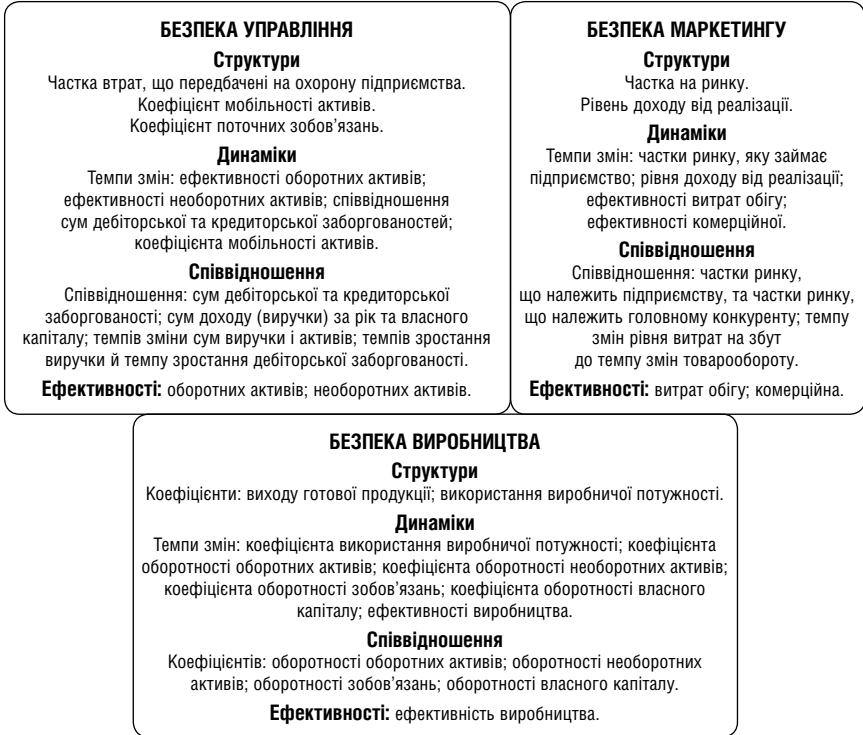 БЕЗПЕКА УПРАВЛІННЯ
Структури
Частка втрат, що передбачені на охорону підприємства.
Коефіцієнт мобільності активів.
Коефіцієнт поточних зобов’язань.
Динаміки
Темпи змін: ефективності оборотних активів;
ефективності необоротних активів; співвідношення
сум дебіторської та кредиторської заборгованостей;
коефіцієнта мобільності активів.
Співвідношення
Співвідношення: сум дебіторської та кредиторської
заборгованості; сум доходу (виручки) за рік та власного
капіталу; темпів зміни сум виручки і активів; темпів зростання
виручки й темпу зростання дебіторської заборгованості.
Ефективності: оборотних активів; необоротних активів.
БЕЗПЕКА МАРКЕТИНГУ
Структури
Частка на ринку.
Рівень доходу від реалізації.
Динаміки
Темпи змін: частки ринку, яку займає
підприємство; рівня доходу від реалізації;
ефективності витрат обігу;
ефективності комерційної.
Співвідношення
Співвідношення: частки ринку,
що належить підприємству, та частки ринку,
що належить головному конкуренту; темпу
змін рівня витрат на збут
до темпу змін товарообороту.
Ефективності: витрат обігу; комерційна.
БЕЗПЕКА ВИРОБНИЦТВА
Структури
Коефіцієнти: виходу готової продукції; використання виробничої потужності.
Динаміки
Темпи змін: коефіцієнта використання виробничої потужності; коефіцієнта
оборотності оборотних активів; коефіцієнта оборотності необоротних активів;
коефіцієнта оборотності зобов’язань; коефіцієнта оборотності власного
капіталу; ефективності виробництва.
Співвідношення
Коефіцієнтів: оборотності оборотних активів; оборотності необоротних
активів; оборотності зобов’язань; оборотності власного капіталу.
Ефективності: ефективність виробництва.